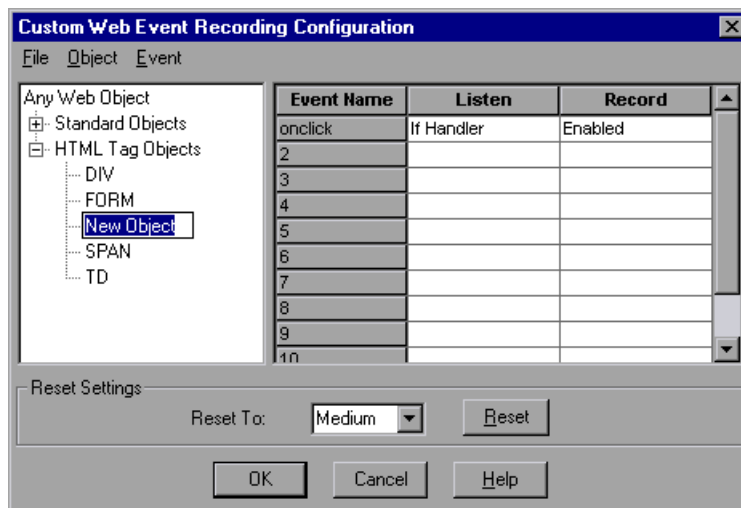 Custom Web Event Recording Configuration
File Object Event
Any Web Object
Standard Objects
HTML Tag Objects
DIV
FORM
New Object
SPAN
TD
Event Name Listen Record
onclick If Handler Enabled
2
3
4
5
6
7
8
9
10
Reset Settings
Reset To: Medium Reset
OK Cancel Help